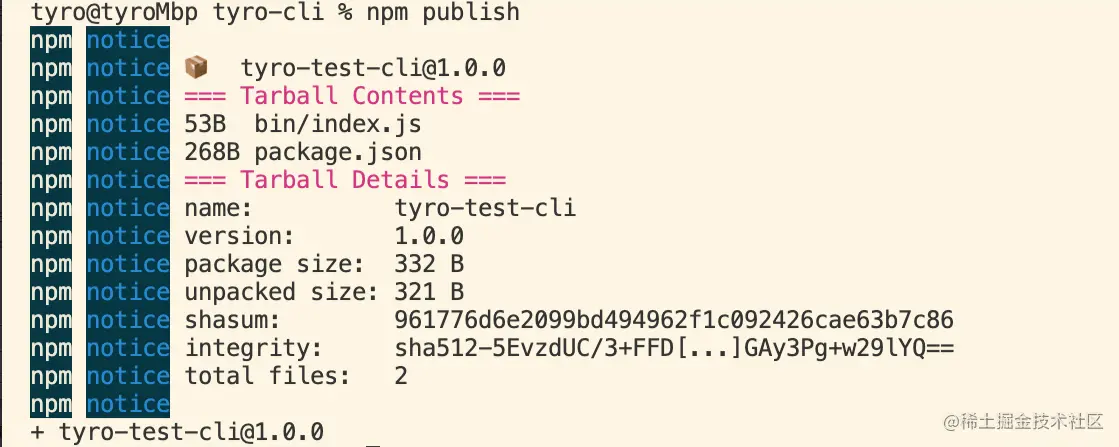 tyro@tyroMbp tyro-cli % npm publish
npm notice
npm notice 📦  tyro-test-cli@1.0.0
npm notice === Tarball Contents ===
npm notice 53B  bin/index.js
npm notice 268B package.json
npm notice === Tarball Details ===
npm notice name:          tyro-test-cli
npm notice version:       1.0.0
npm notice package size:  332 B
npm notice unpacked size: 321 B
npm notice shasum:        961776d6e2099bd494962f1c092426cae63b7c86
npm notice integrity:     sha512-5EvzdUC/3+FFD[...]GAy3Pg+w29lYQ==
npm notice total files:   2
npm notice
+ tyro-test-cli@1.0.0
@稀土掘金技术社区